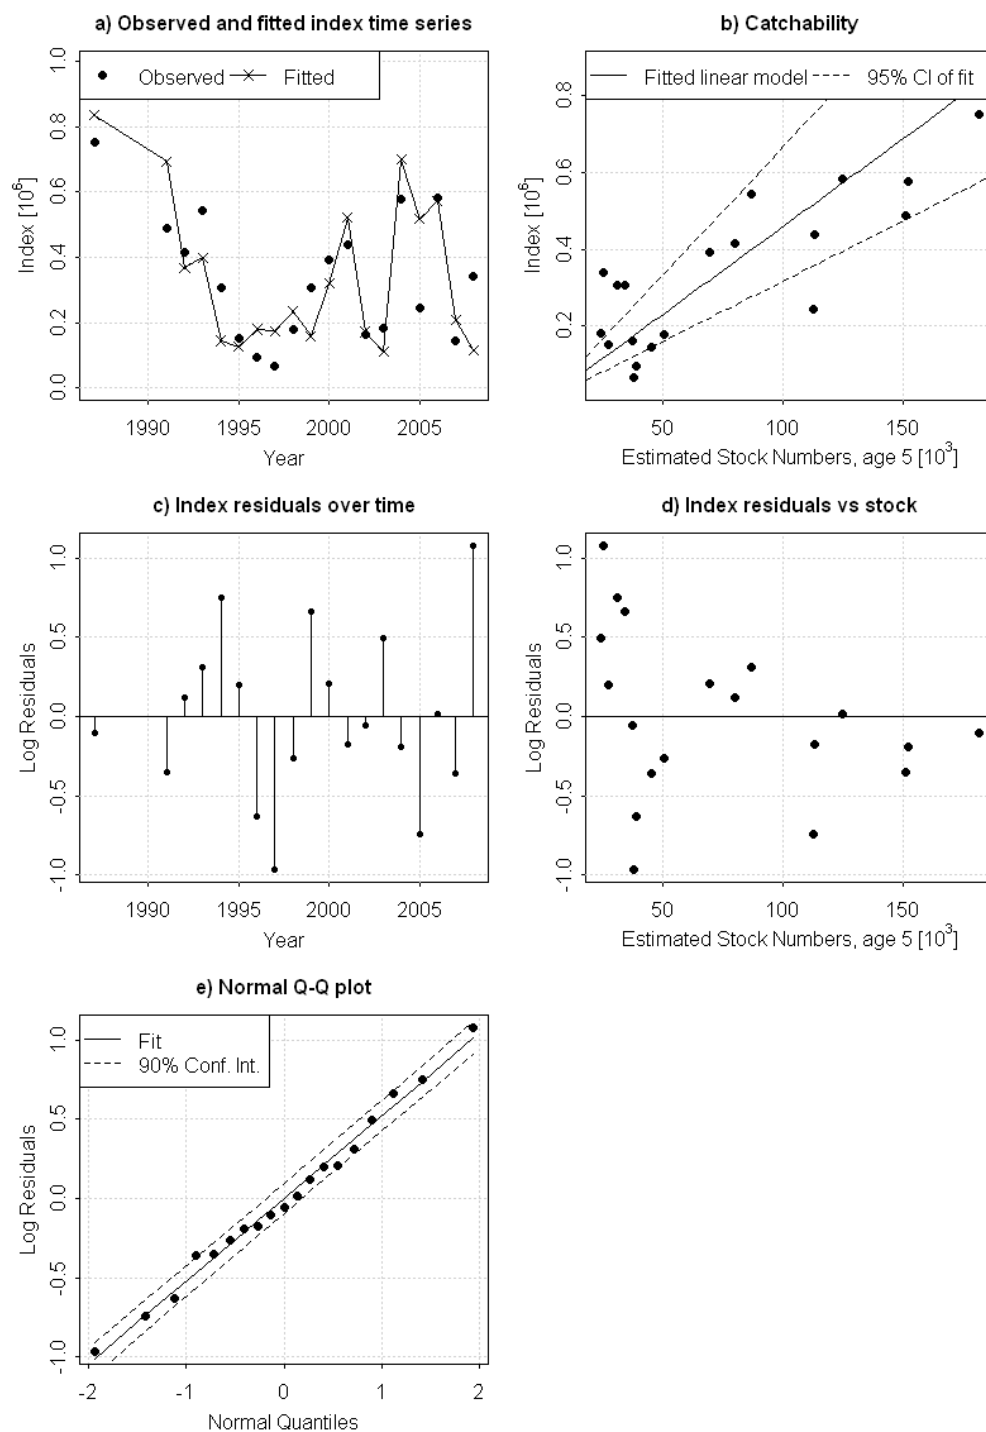 a) Observed and fitted index time series
Observed Fitted
Index [10^6]
0.0 0.2 0.4 0.6 0.8 1.0
1990 1995 2000 2005
Year
b) Catchability
Fitted linear model 95% CI of fit
Index [10^6]
0.2 0.4 0.6 0.8
50 100 150
Estimated Stock Numbers, age 5 [10^3]
c) Index residuals over time
Log Residuals
-1.0 -0.5 0.0 0.5 1.0
1990 1995 2000 2005
Year
d) Index residuals vs stock
Log Residuals
-1.0 -0.5 0.0 0.5 1.0
50 100 150
Estimated Stock Numbers, age 5 [10^3]
e) Normal Q-Q plot
Fit
90% Conf. Int.
Log Residuals
-1.0 -0.5 0.0 0.5 1.0
-2 -1 0 1 2
Normal Quantiles